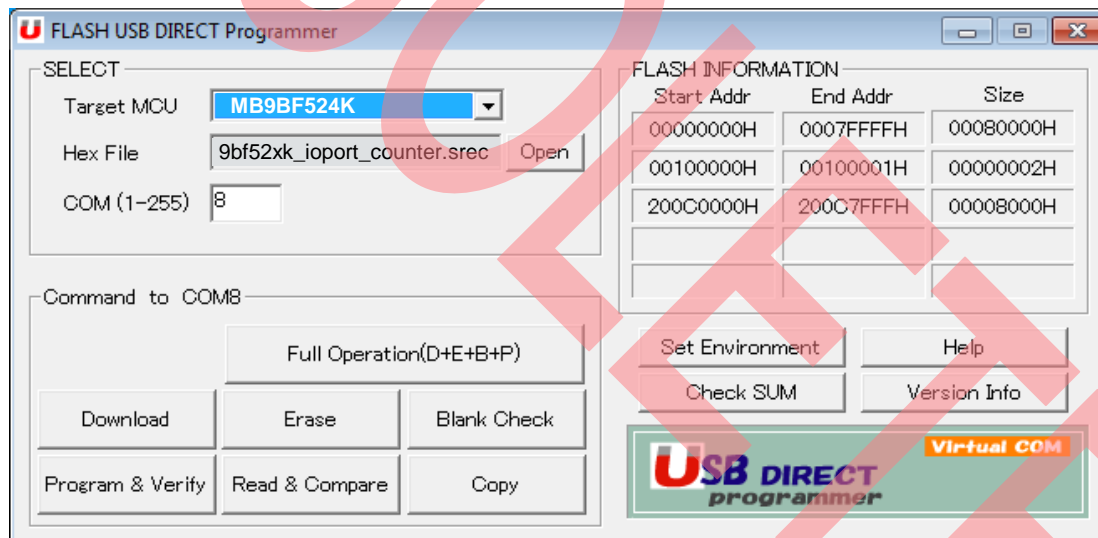 FLASH USB DIRECT Programmer
SELECT
Target MCU MB9BF524K
Hex File 9bf52xk_ioport_counter.srec Open
COM (1-255) 8
FLASH INFORMATION
Start Addr End Addr Size
00000000H 0007FFFFH 00080000H
00100000H 00100001H 00000002H
200C0000H 200C7FFFH 00008000H
Command to COM8
Full Operation(D+E+B+P)
Download Erase Blank Check
Program & Verify Read & Compare Copy
Set Environment Help
Check SUM Version Info
Virtual COM
USB DIRECT
programmer